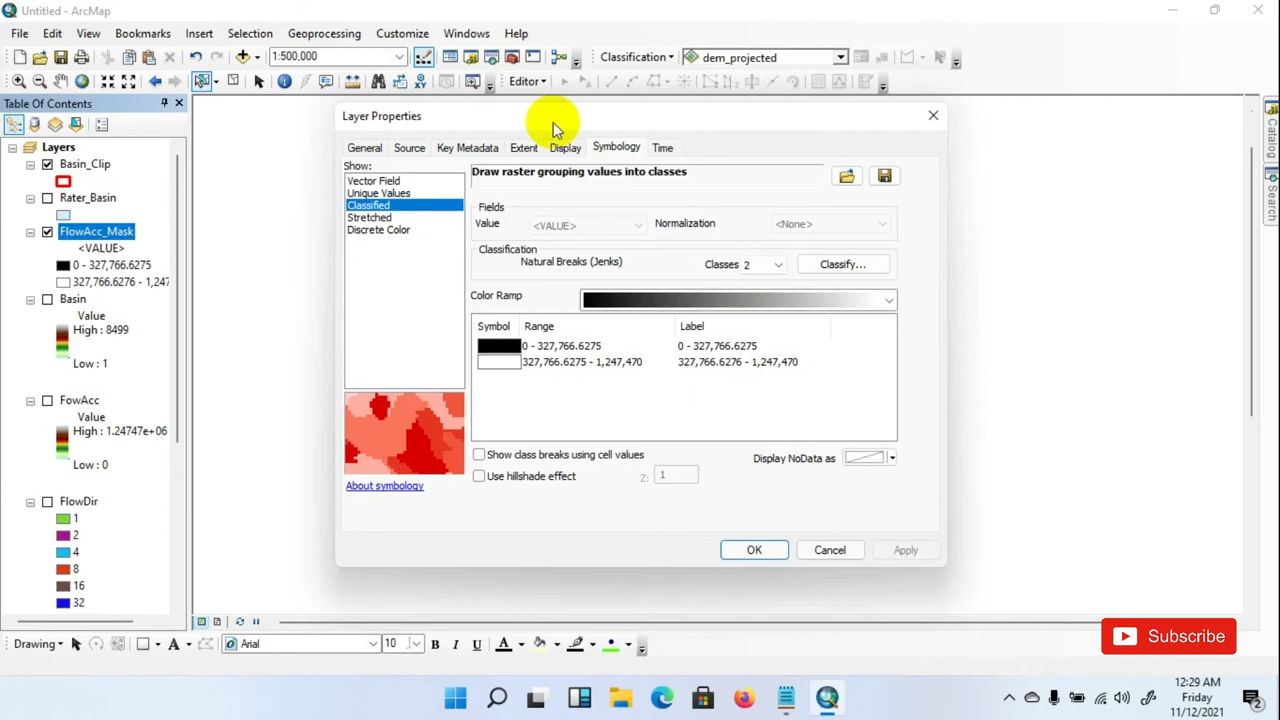 Untitled - ArcMap
File Edit View Bookmarks Insert Selection Geoprocessing Customize Windows Help
1:500,000 Classification dem_projected
Editor
Table Of Contents
Layers
Basin_Clip
Rater_Basin
FlowAcc_Mask
<VALUE>
0 - 327,766.6275
327,766.6276 - 1,247
Basin
Value
High : 8499
Low : 1
FowAcc
Value
High : 1.24747e+06
Low : 0
FlowDir
1
2
4
8
16
32
Layer Properties
General Source Key Metadata Extent Display Symbology Time
Show:
Vector Field
Unique Values
Classified
Stretched
Discrete Color
About symbology
Draw raster grouping values into classes
Fields
Value <VALUE> Normalization <None>
Classification
Natural Breaks (Jenks) Classes 2 Classify...
Color Ramp
Symbol Range Label
0 - 327,766.6275 0 - 327,766.6275
327,766.6275 - 1,247,470 327,766.6276 - 1,247,470
Show class breaks using cell values Display NoData as
Use hillshade effect Z: 1
OK Cancel Apply
Catalog
Search
Drawing A Arial 10 B I U A
Subscribe
12:29 AM
Friday
11/12/2021
2